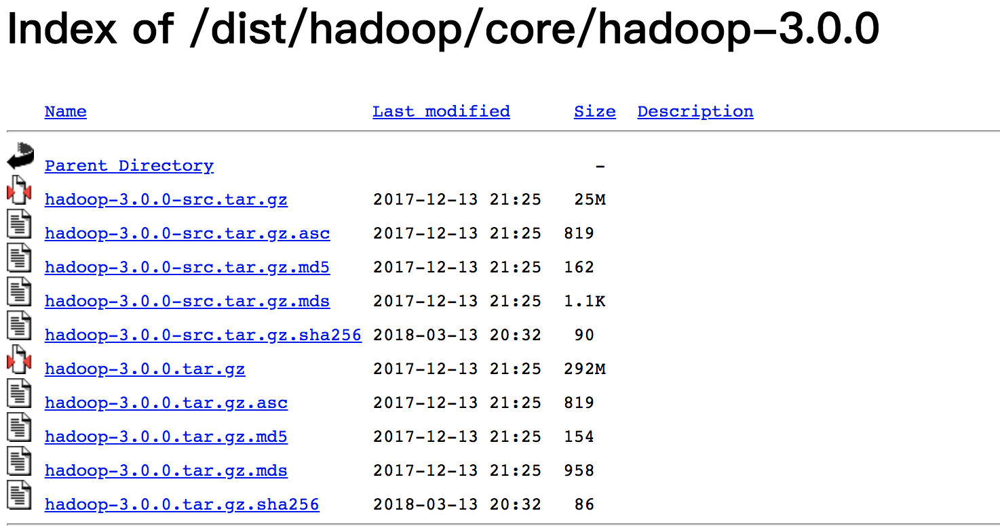 Index of /dist/hadoop/core/hadoop-3.0.0
Name Last modified Size Description
Parent Directory -
hadoop-3.0.0-src.tar.gz 2017-12-13 21:25 25M
hadoop-3.0.0-src.tar.gz.asc 2017-12-13 21:25 819
hadoop-3.0.0-src.tar.gz.md5 2017-12-13 21:25 162
hadoop-3.0.0-src.tar.gz.mds 2017-12-13 21:25 1.1K
hadoop-3.0.0-src.tar.gz.sha256 2018-03-13 20:32 90
hadoop-3.0.0.tar.gz 2017-12-13 21:25 292M
hadoop-3.0.0.tar.gz.asc 2017-12-13 21:25 819
hadoop-3.0.0.tar.gz.md5 2017-12-13 21:25 154
hadoop-3.0.0.tar.gz.mds 2017-12-13 21:25 958
hadoop-3.0.0.tar.gz.sha256 2018-03-13 20:32 86